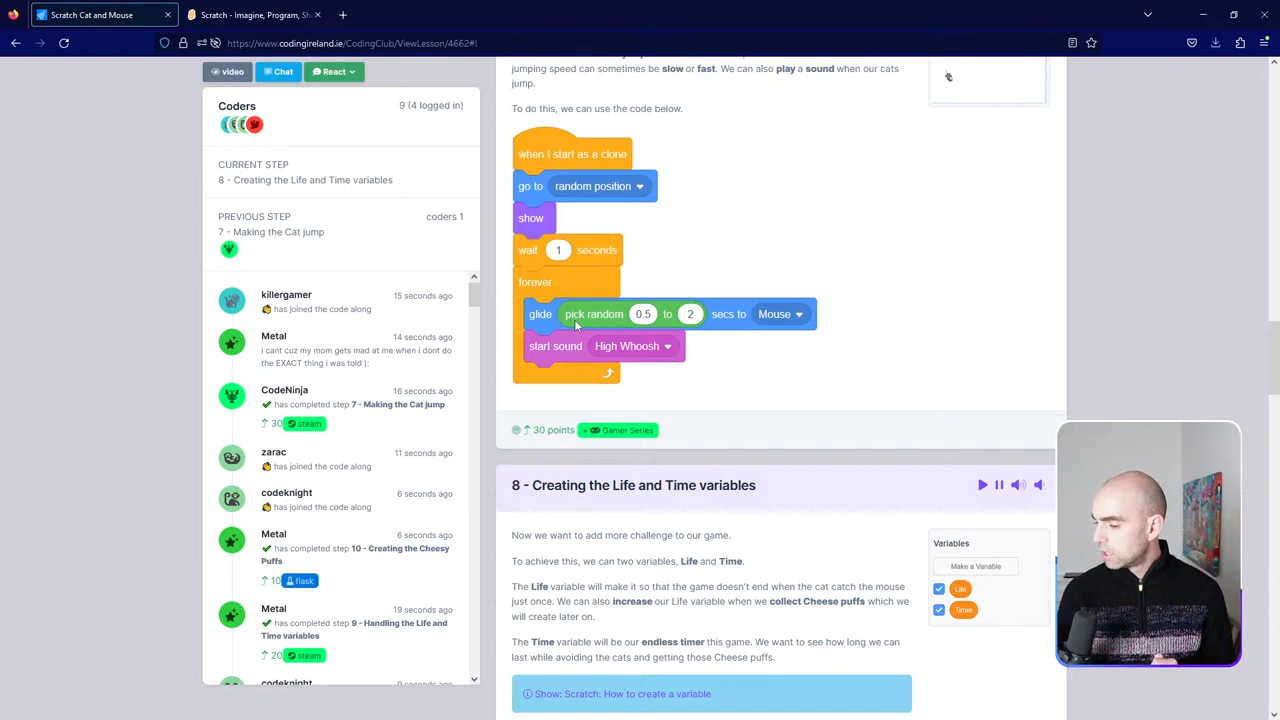 Scratch Cat and Mouse
Scratch - Imagine, Program, Sh
https://www.codingireland.ie/CodingClub/ViewLesson/4662#l
video
Chat
React
Coders
9 (4 logged in)
CURRENT STEP
8 - Creating the Life and Time variables
PREVIOUS STEP
coders 1
7 - Making the Cat jump
killergamer
15 seconds ago
has joined the code along
Metal
14 seconds ago
i cant cuz my mom gets mad at me when i dont do
the EXACT thing i was told ):
CodeNinja
16 seconds ago
has completed step 7 - Making the Cat jump
30 steam
zarac
11 seconds ago
has joined the code along
codeknight
6 seconds ago
has joined the code along
Metal
6 seconds ago
has completed step 10 - Creating the Cheesy
Puffs
10 flask
Metal
19 seconds ago
has completed step 9 - Handling the Life and
Time variables
20 steam
codeknight
9 seconds ago
jumping speed can sometimes be slow or fast. We can also play a sound when our cats
jump.
To do this, we can use the code below.
when I start as a clone
go to random position
show
wait 1 seconds
forever
glide pick random 0.5 to 2 secs to Mouse
start sound High Whoosh
30 points
+ Gamer Series
8 - Creating the Life and Time variables
Now we want to add more challenge to our game.
To achieve this, we can two variables, Life and Time.
The Life variable will make it so that the game doesn't end when the cat catch the mouse
just once. We can also increase our Life variable when we collect Cheese puffs which we
will create later on.
The Time variable will be our endless timer this game. We want to see how long we can
last while avoiding the cats and getting those Cheese puffs.
Show: Scratch: How to create a variable
Variables
Make a Variable
Life
Timer